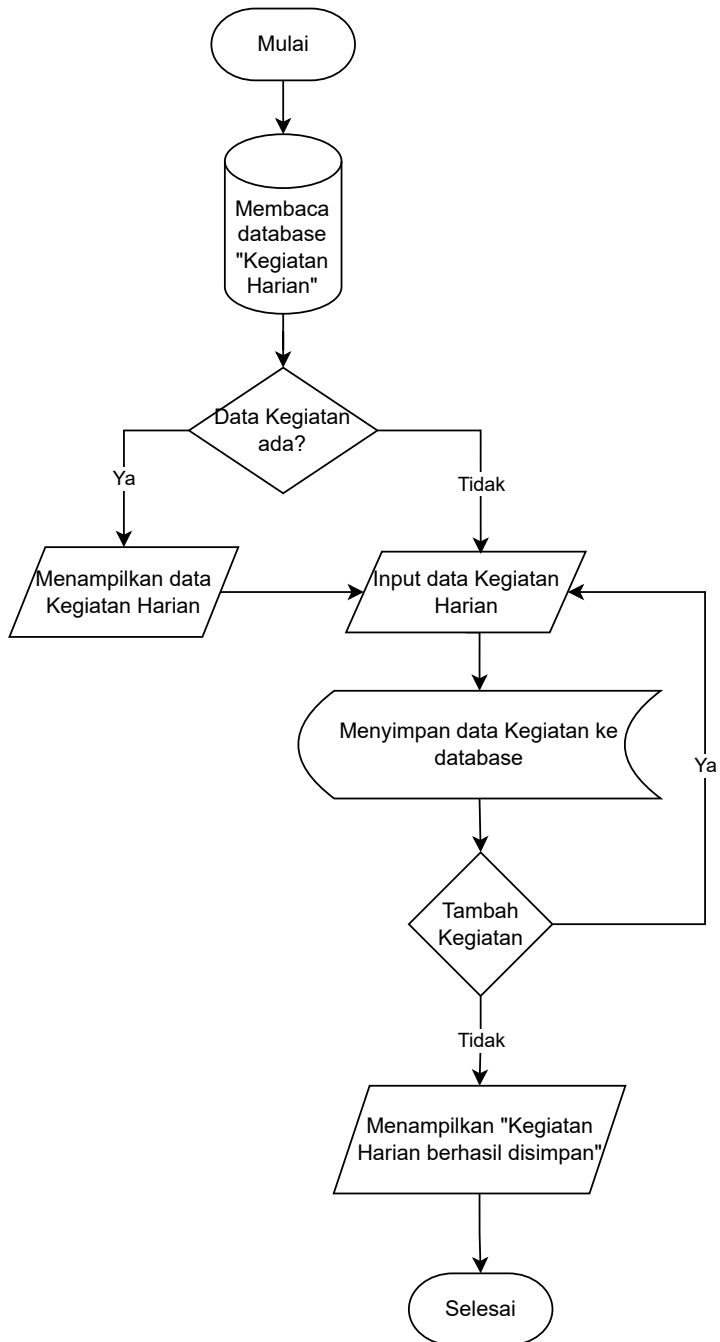 Mulai
Membaca
database
"Kegiatan
Harian"
Data Kegiatan
ada?
Ya
Tidak
Menampilkan data
Kegiatan Harian
Input data Kegiatan
Harian
Menyimpan data Kegiatan ke
database
Ya
Tambah
Kegiatan
Tidak
Menampilkan "Kegiatan
Harian berhasil disimpan"
Selesai